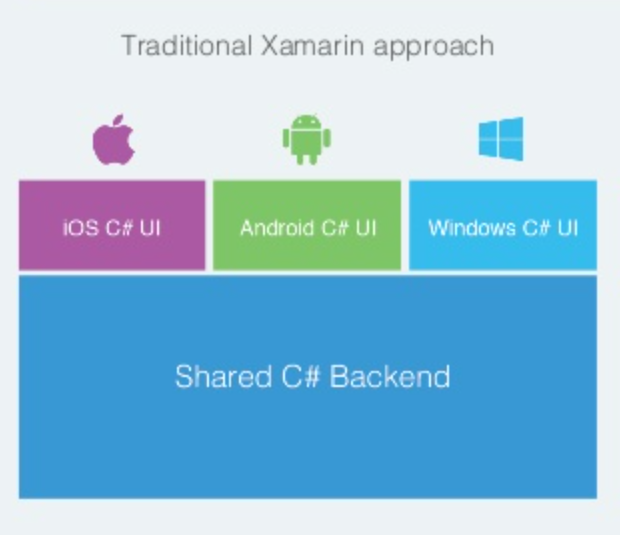 Traditional Xamarin approach
iOS C# UI
Android C# UI
Windows C# UI
Shared C# Backend